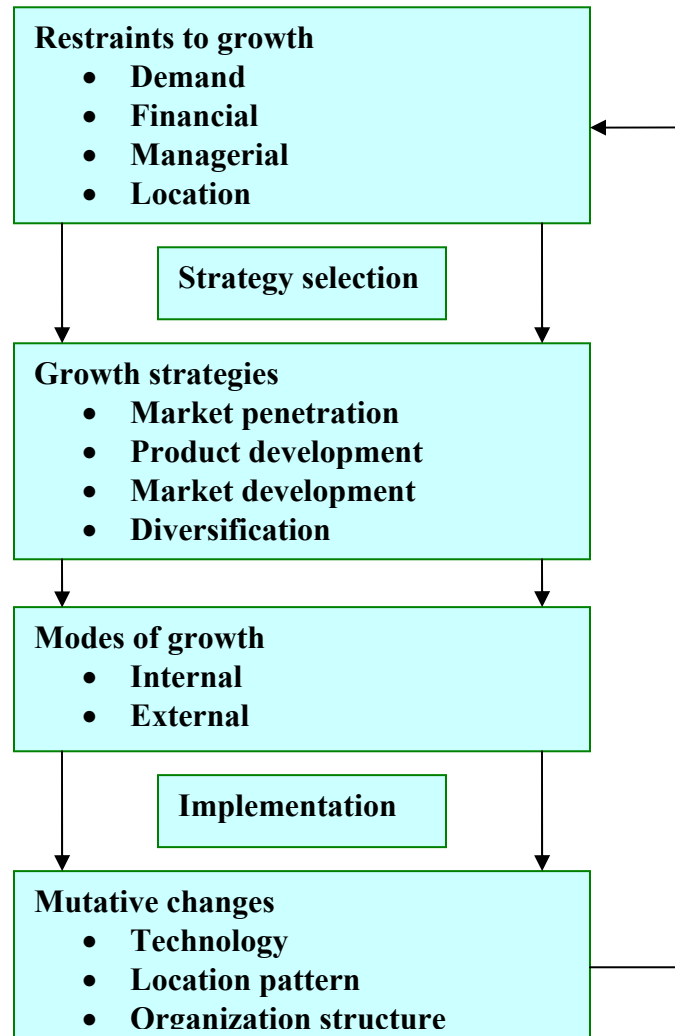 Restraints to growth
• Demand
• Financial
• Managerial
• Location
Strategy selection
Growth strategies
• Market penetration
• Product development
• Market development
• Diversification
Modes of growth
• Internal
• External
Implementation
Mutative changes
• Technology
• Location pattern
• Organization structure